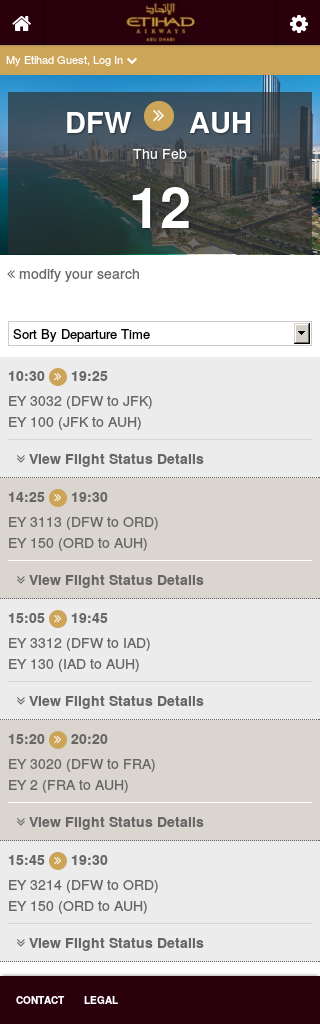 الإتحاد
ETIHAD
AIRWAYS
ABU DHABI
My Etihad Guest, Log In
DFW AUH
Thu Feb
12
modify your search
Sort By Departure Time
10:30 19:25
EY 3032 (DFW to JFK)
EY 100 (JFK to AUH)
View Flight Status Details
14:25 19:30
EY 3113 (DFW to ORD)
EY 150 (ORD to AUH)
View Flight Status Details
15:05 19:45
EY 3312 (DFW to IAD)
EY 130 (IAD to AUH)
View Flight Status Details
15:20 20:20
EY 3020 (DFW to FRA)
EY 2 (FRA to AUH)
View Flight Status Details
15:45 19:30
EY 3214 (DFW to ORD)
EY 150 (ORD to AUH)
View Flight Status Details
CONTACT LEGAL